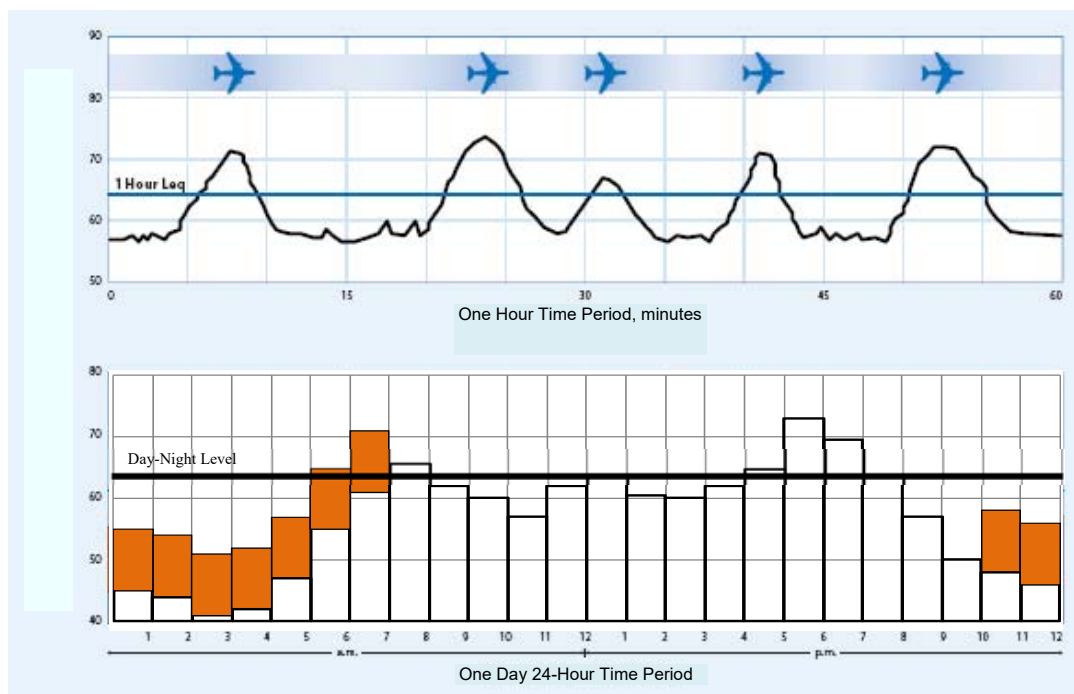 90
80
70
1 Hour Leq
60
50
0 15 30 45 60
One Hour Time Period, minutes
80
70
Day-Night Level
60
50
40
1 2 3 4 5 6 7 8 9 10 11 12 1 2 3 4 5 6 7 8 9 10 11 12
a.m. p.m.
One Day 24-Hour Time Period